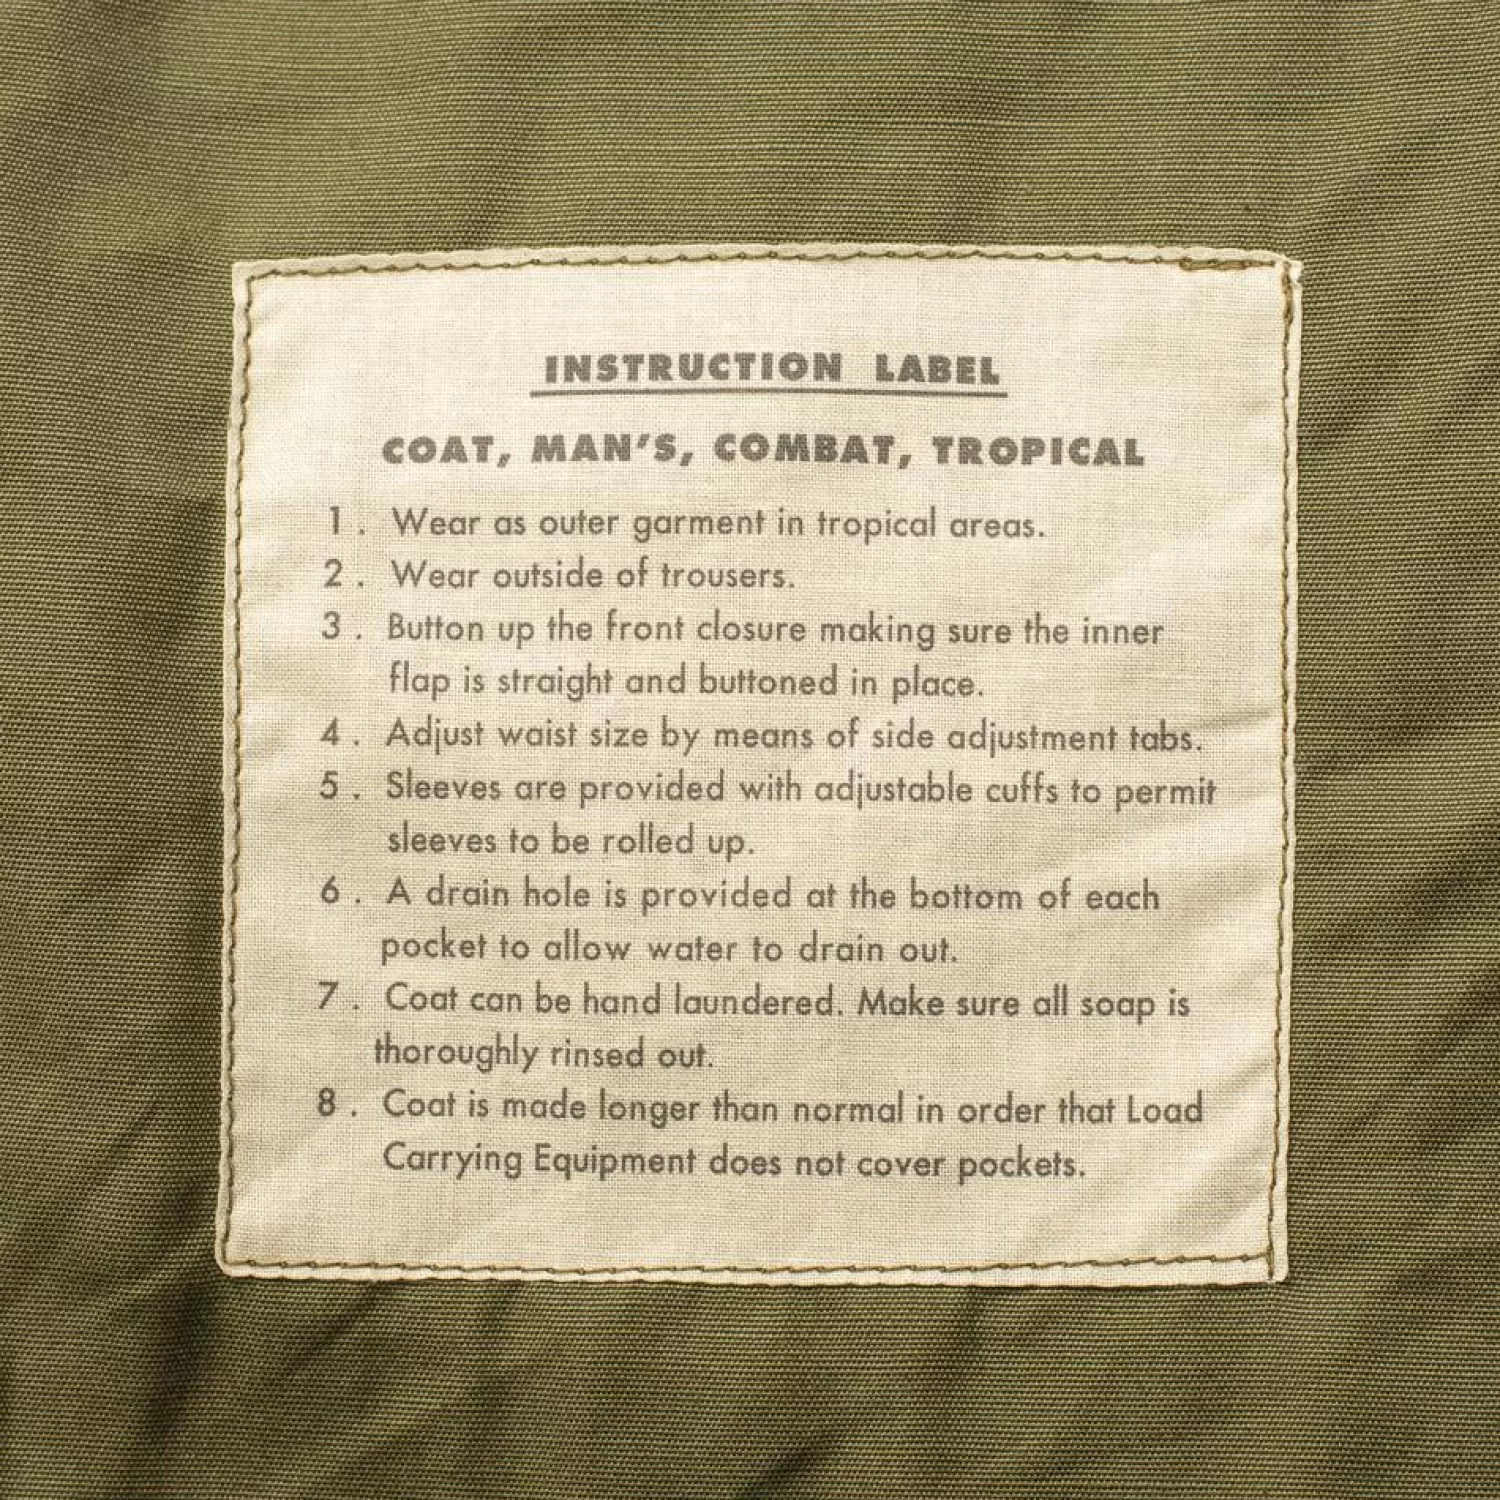 INSTRUCTION LABEL
COAT, MAN'S, COMBAT, TROPICAL
1. Wear as outer garment in tropical areas.
2. Wear outside of trousers.
3. Button up the front closure making sure the inner
flap is straight and buttoned in place.
4. Adjust waist size by means of side adjustment tabs.
5. Sleeves are provided with adjustable cuffs to permit
sleeves to be rolled up.
6. A drain hole is provided at the bottom of each
pocket to allow water to drain out.
7. Coat can be hand laundered. Make sure all soap is
thoroughly rinsed out.
8. Coat is made longer than normal in order that Load
Carrying Equipment does not cover pockets.